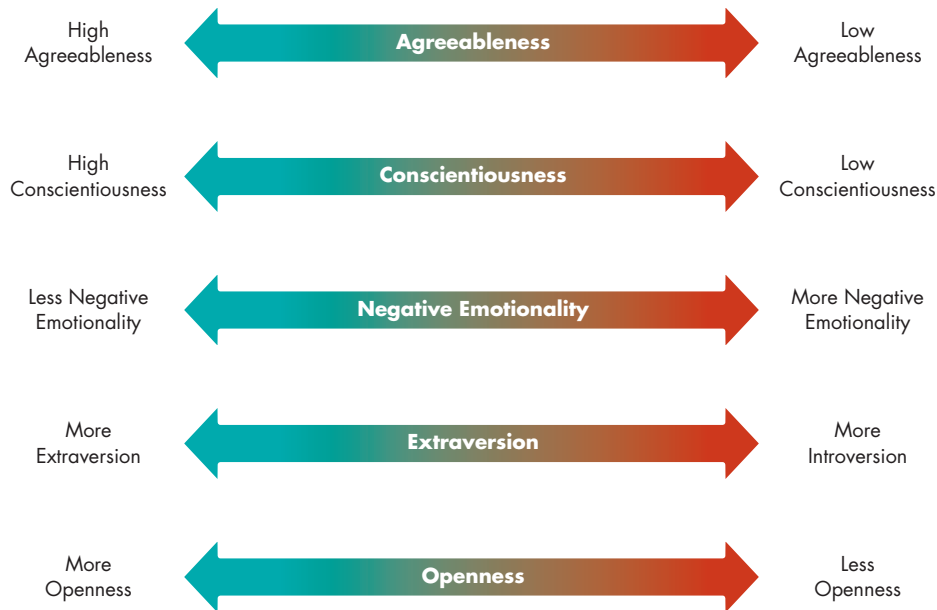 High
Agreeableness
Agreeableness
Low
Agreeableness
High
Conscientiousness
Conscientiousness
Low
Conscientiousness
Less Negative
Emotionality
Negative Emotionality
More Negative
Emotionality
More
Extraversion
Extraversion
More
Introversion
More
Openness
Openness
Less
Openness